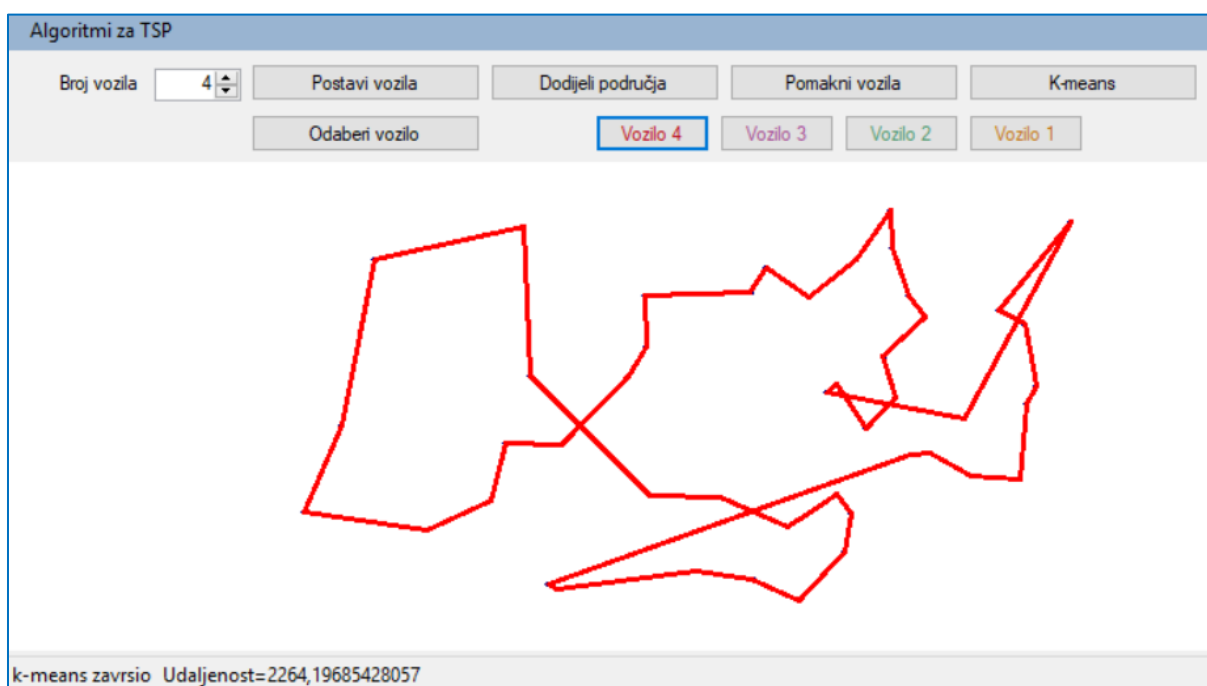 Algoritmi za TSP
Broj vozila 4 Postavi vozila Dodijeli područja Pomakni vozila K-means
Odaberi vozilo Vozilo 4 Vozilo 3 Vozilo 2 Vozilo 1
k-means zavrsio Udaljenost=2264,19685428057